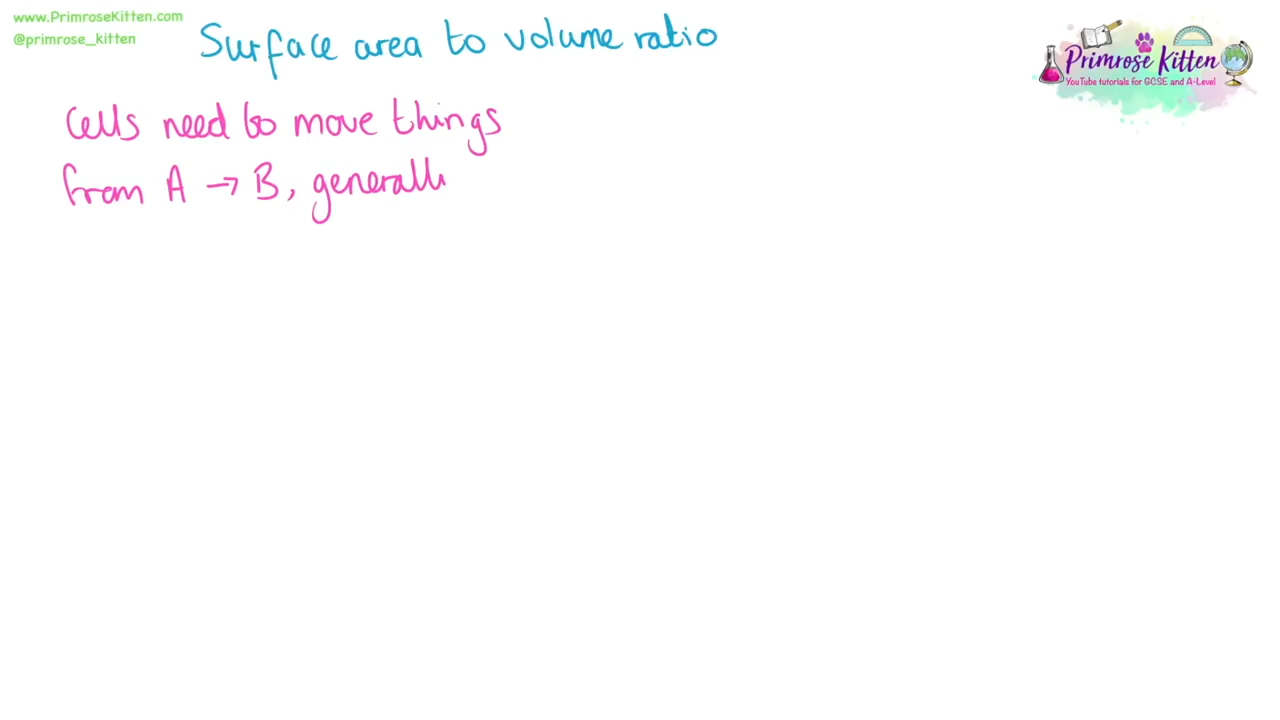 www.PrimroseKitten.com
@primrose_kitten
Surface area to volume ratio
Primrose Kitten
YouTube tutorials for GCSE and A-Level
Cells need to move things
from A → B, generall